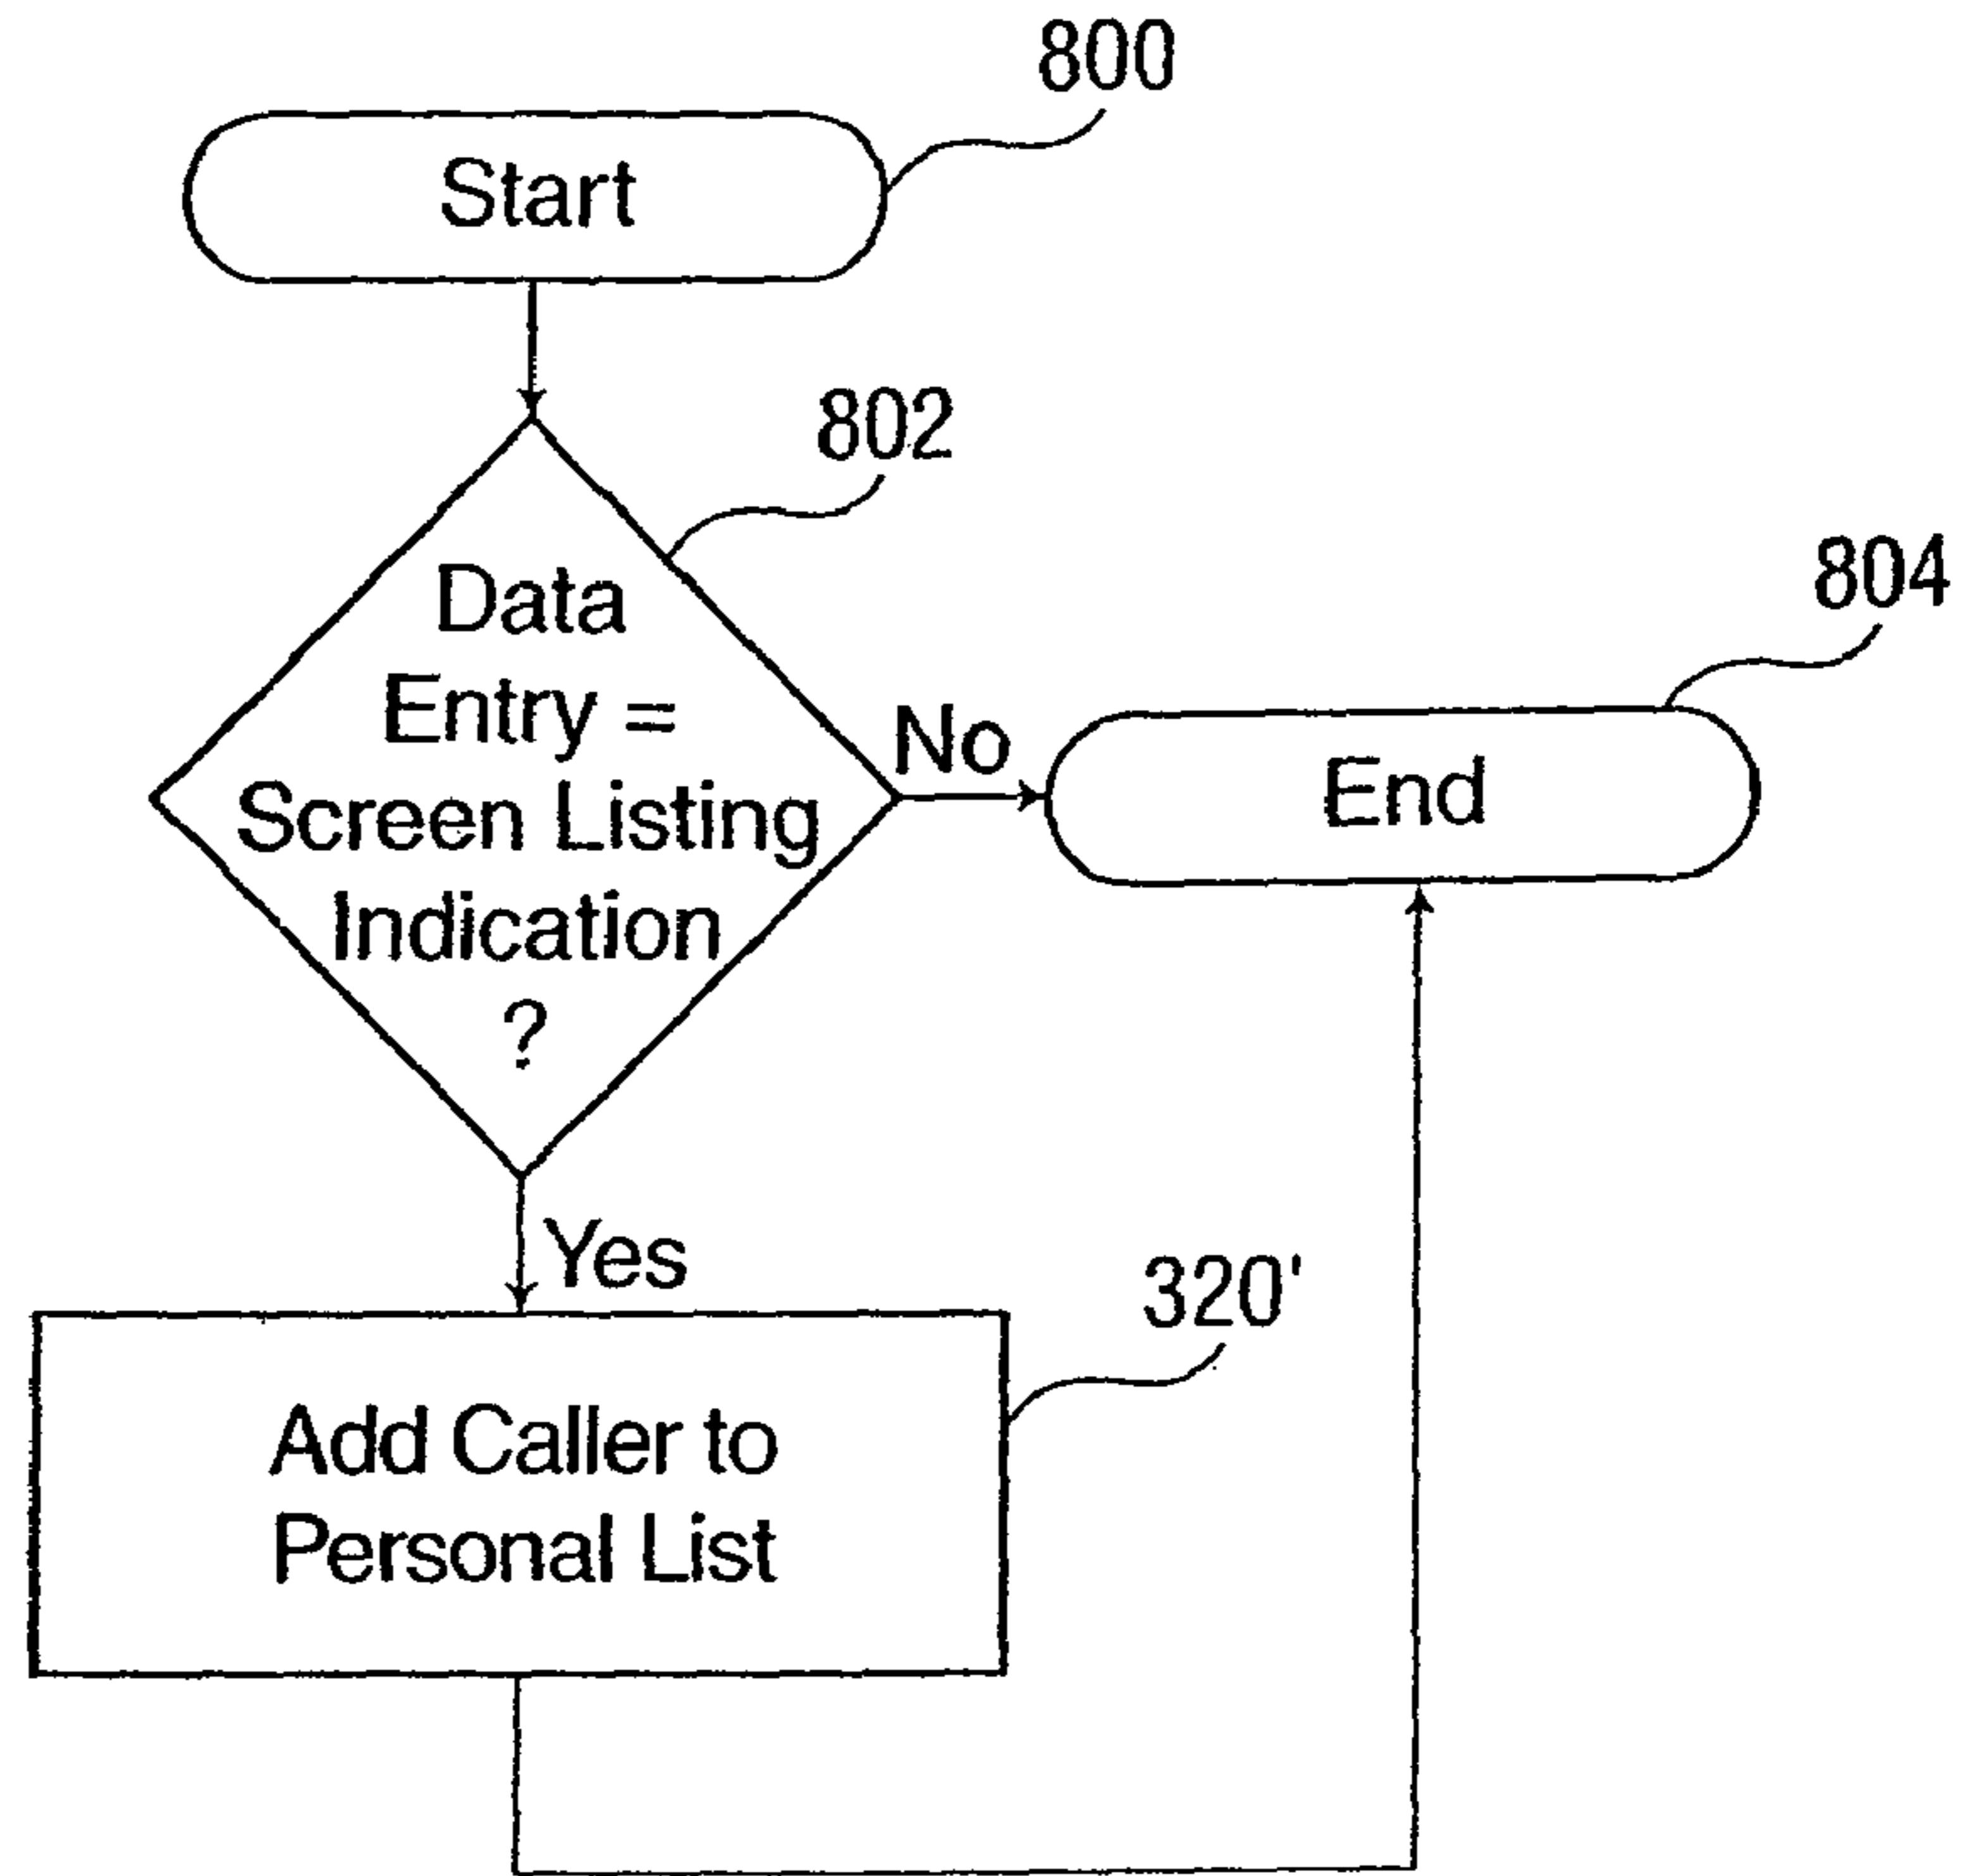 800
Start
802
Data
Entry =
Screen Listing
Indication
?
No
804
End
Yes
320'
Add Caller to
Personal List